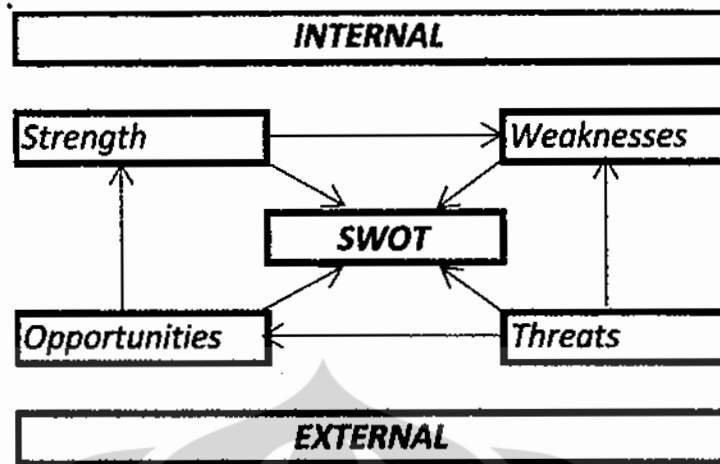 INTERNAL
Strength
Weaknesses
SWOT
Opportunities
Threats
EXTERNAL